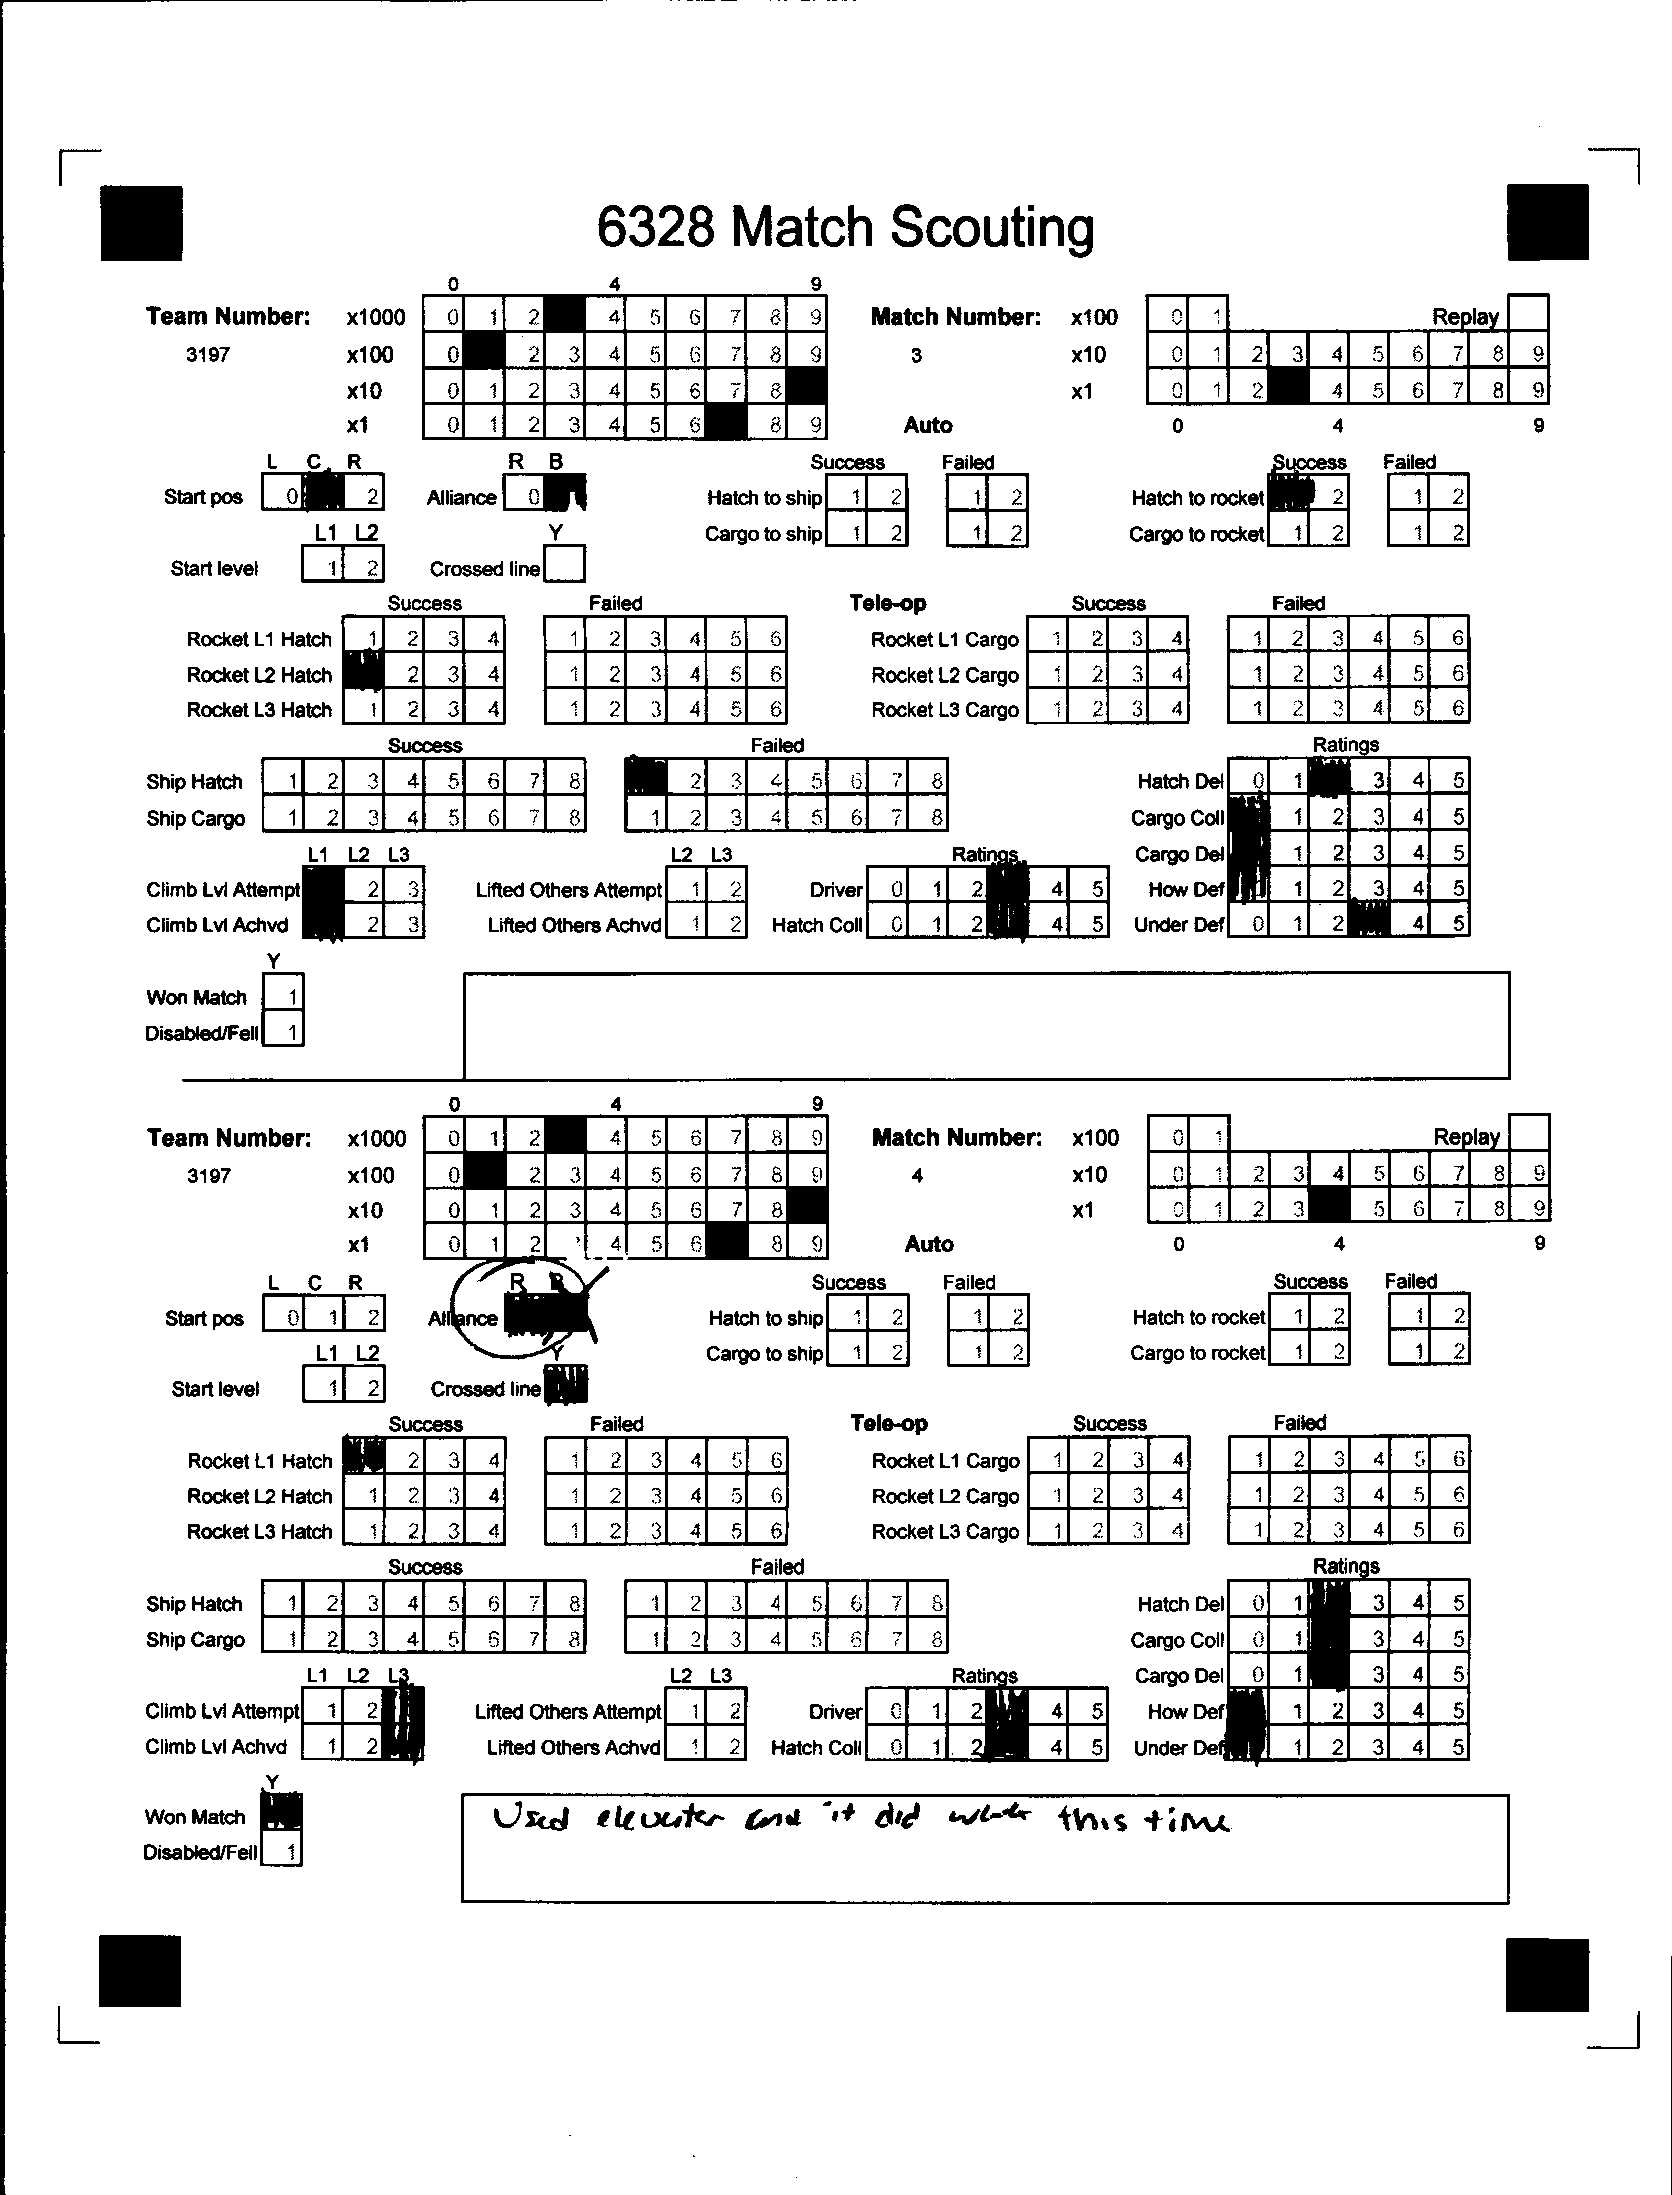 6328 Match Scouting
0 4 9
Team Number: x1000 0 1 2 4 5 6 7 8 9 Match Number: x100 0 1 Replay
3197 x100 0 2 3 4 5 6 7 8 9 3 x10 0 1 2 3 4 5 6 7 8 9
x10 0 1 2 3 4 5 6 7 8 x1 0 1 2 4 5 6 7 8 9
x1 0 1 2 3 4 5 6 8 9 Auto 0 4 9
L C R R B Success Failed Success Failed
Start pos 0 2 Alliance 0 Hatch to ship 1 2 1 2 Hatch to rocket 2 1 2
L1 L2 Y Cargo to ship 1 2 1 2 Cargo to rocket 1 2 1 2
Start level 1 2 Crossed line
Success Failed Tele-op Success Failed
Rocket L1 Hatch 1 2 3 4 1 2 3 4 5 6 Rocket L1 Cargo 1 2 3 4 1 2 3 4 5 6
Rocket L2 Hatch 2 3 4 1 2 3 4 5 6 Rocket L2 Cargo 1 2 3 4 1 2 3 4 5 6
Rocket L3 Hatch 1 2 3 4 1 2 3 4 5 6 Rocket L3 Cargo 1 2 3 4 1 2 3 4 5 6
Success Failed Ratings
Ship Hatch 1 2 3 4 5 6 7 8 2 3 4 5 6 7 8 Hatch Del 0 1 3 4 5
Ship Cargo 1 2 3 4 5 6 7 8 1 2 3 4 5 6 7 8 Cargo Coll 1 2 3 4 5
L1 L2 L3 L2 L3 Ratings Cargo Del 1 2 3 4 5
Climb Lvl Attempt 2 3 Lifted Others Attempt 1 2 Driver 0 1 2 4 5 How Def 1 2 3 4 5
Climb Lvl Achvd 2 3 Lifted Others Achvd 1 2 Hatch Coll 0 1 2 4 5 Under Def 0 1 2 4 5
Y
Won Match 1
Disabled/Fell 1
0 4 9
Team Number: x1000 0 1 2 4 5 6 7 8 9 Match Number: x100 0 1 Replay
3197 x100 0 2 3 4 5 6 7 8 9 4 x10 0 1 2 3 4 5 6 7 8 9
x10 0 1 2 3 4 5 6 7 8 x1 0 1 2 3 5 6 7 8 9
x1 0 1 2 4 5 6 8 9 Auto 0 4 9
L C R R B Success Failed Success Failed
Start pos 0 1 2 Alliance Hatch to ship 1 2 1 2 Hatch to rocket 1 2 1 2
L1 L2 Y Cargo to ship 1 2 1 2 Cargo to rocket 1 2 1 2
Start level 1 2 Crossed line
Success Failed Tele-op Success Failed
Rocket L1 Hatch 2 3 4 1 2 3 4 5 6 Rocket L1 Cargo 1 2 3 4 1 2 3 4 5 6
Rocket L2 Hatch 1 2 3 4 1 2 3 4 5 6 Rocket L2 Cargo 1 2 3 4 1 2 3 4 5 6
Rocket L3 Hatch 1 2 3 4 1 2 3 4 5 6 Rocket L3 Cargo 1 2 3 4 1 2 3 4 5 6
Success Failed Ratings
Ship Hatch 1 2 3 4 5 6 7 8 1 2 3 4 5 6 7 8 Hatch Del 0 1 3 4 5
Ship Cargo 1 2 3 4 5 6 7 8 1 2 3 4 5 6 7 8 Cargo Coll 0 1 3 4 5
L1 L2 L3 L2 L3 Ratings Cargo Del 0 1 3 4 5
Climb Lvl Attempt 1 2 Lifted Others Attempt 1 2 Driver 0 1 2 4 5 How Def 1 2 3 4 5
Climb Lvl Achvd 1 2 Lifted Others Achvd 1 2 Hatch Coll 0 1 2 4 5 Under Def 1 2 3 4 5
Y
Won Match
Disabled/Fell 1
Used elevater and it did this time